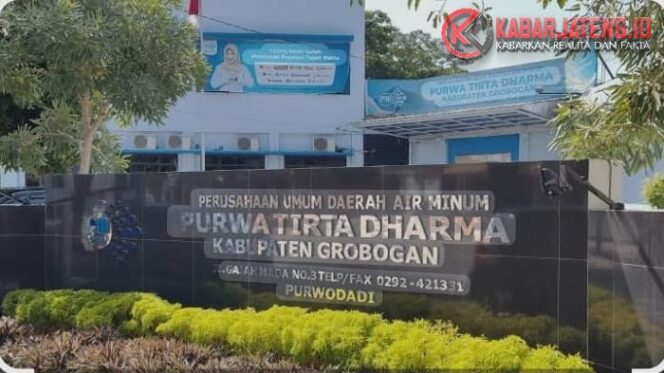 KABARJATENG.ID
KABARKAN REALITA DAN FAKTA
PURWA TIRTA DHARMA
KABUPATEN GROBOGAN
PERUSAHAAN UMUM DAERAH AIR MINUM
PURWA TIRTA DHARMA
KABUPATEN GROBOGAN
GAJAH MADA NO.3 TELP/FAX 0292-421331
PURWODADI